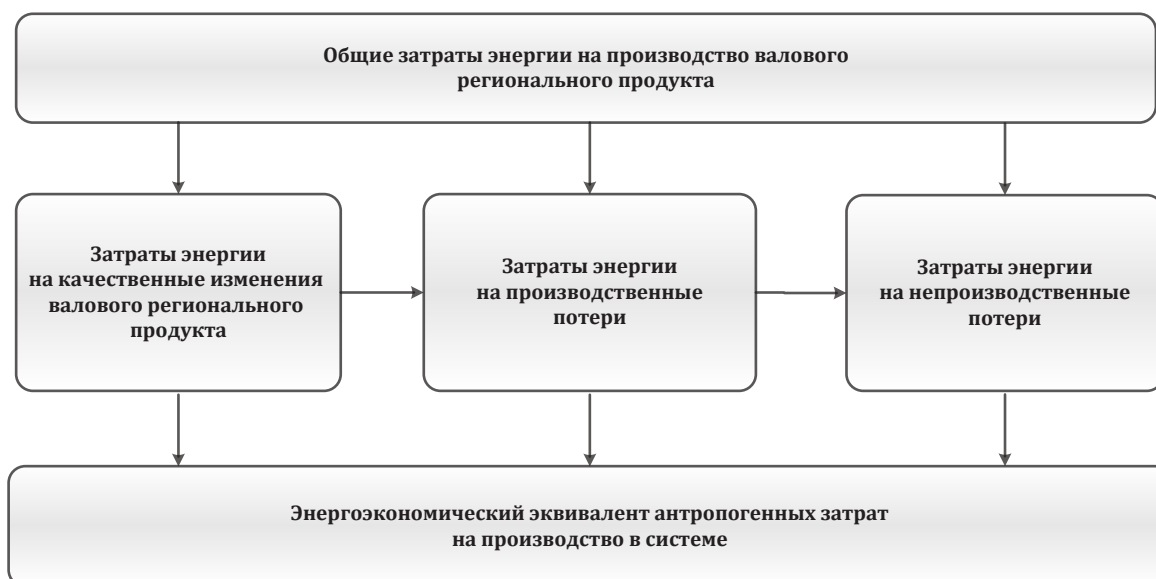 Общие затраты энергии на производство валового
регионального продукта
Затраты энергии
на качественные изменения
валового регионального
продукта
Затраты энергии
на производственные
потери
Затраты энергии
на непроизводственные
потери
Энергоэкономический эквивалент антропогенных затрат
на производство в системе